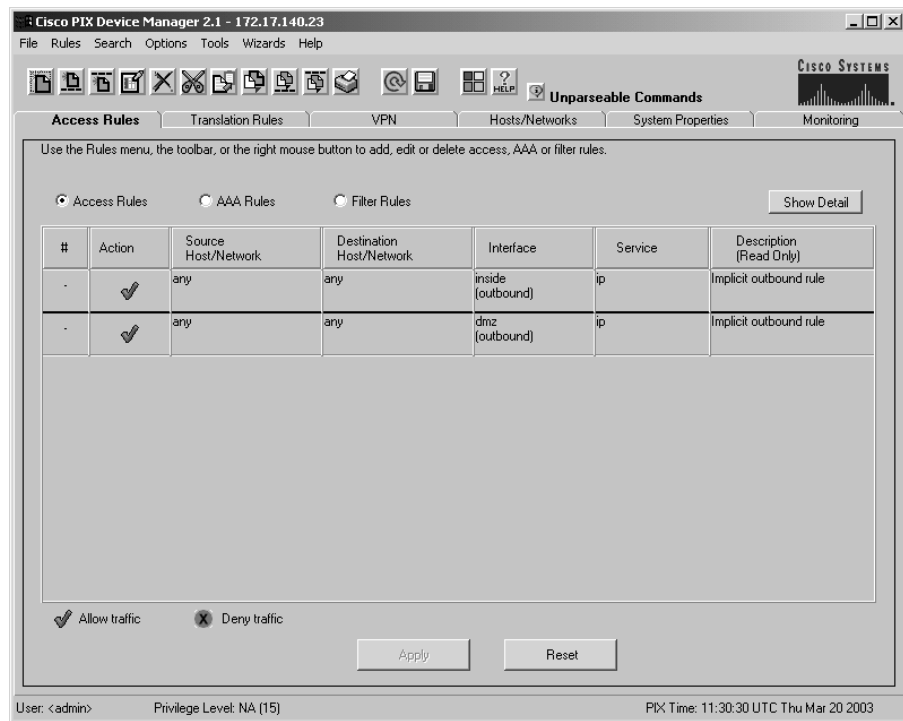 Cisco PIX Device Manager 2.1 - 172.17.140.23
File Rules Search Options Tools Wizards Help
HELP
Unparseable Commands
CISCO SYSTEMS
Access Rules Translation Rules VPN Hosts/Networks System Properties Monitoring
Use the Rules menu, the toolbar, or the right mouse button to add, edit or delete access, AAA or filter rules.
Access Rules AAA Rules Filter Rules Show Detail
# Action Source Host/Network Destination Host/Network Interface Service Description (Read Only)
- any any inside (outbound) ip Implicit outbound rule
- any any dmz (outbound) ip Implicit outbound rule
Allow traffic X Deny traffic
Apply Reset
User: <admin> Privilege Level: NA (15) PIX Time: 11:30:30 UTC Thu Mar 20 2003